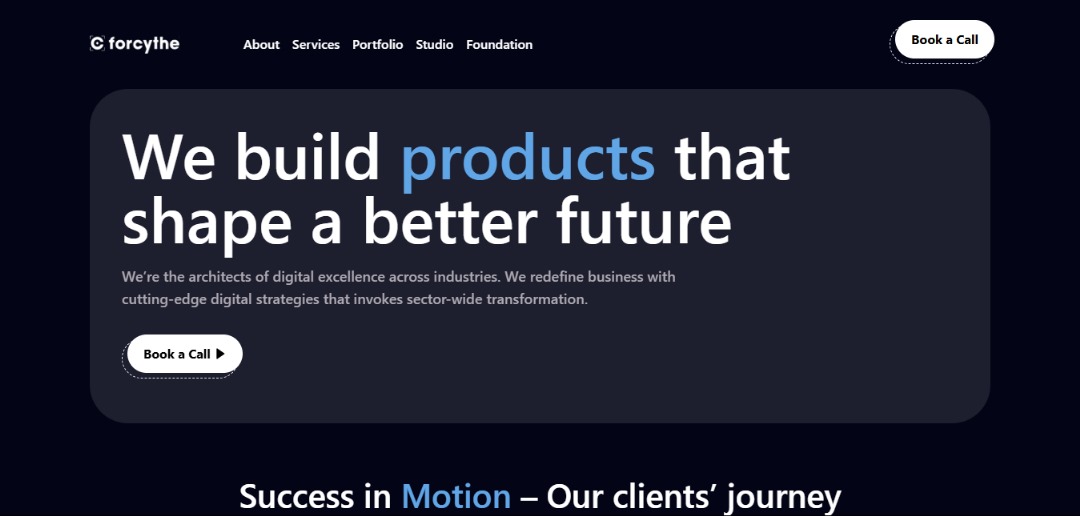 forcythe
About Services Portfolio Studio Foundation
Book a Call
We build products that
shape a better future
We’re the architects of digital excellence across industries. We redefine business with
cutting-edge digital strategies that invokes sector-wide transformation.
Book a Call
Success in Motion – Our clients’ journey